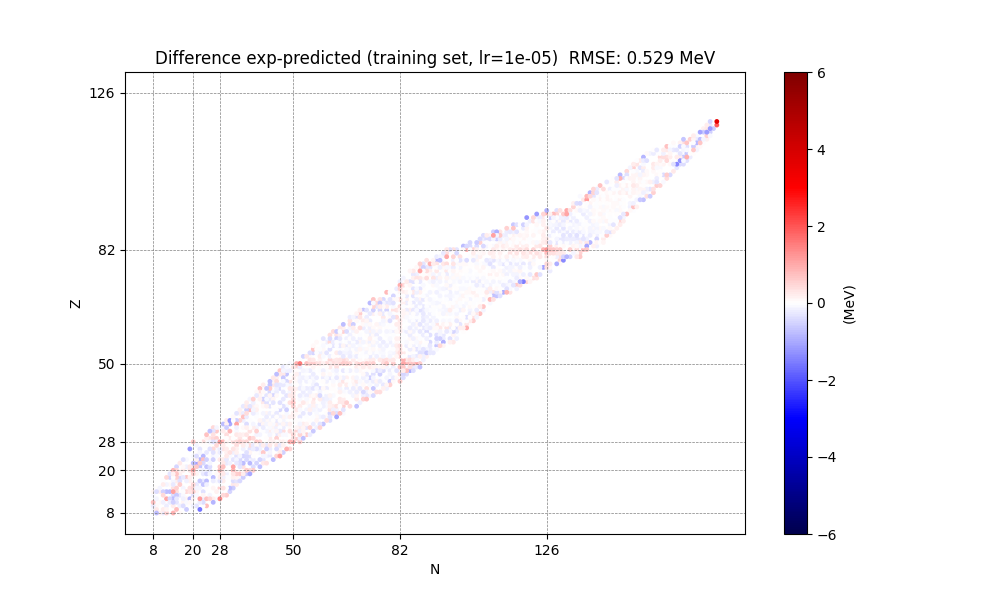 Difference exp-predicted (training set, lr=1e-05)  RMSE: 0.529 MeV
126
82
50
28
20
8
Z
8 20 28 50 82 126
N
6
4
2
0
−2
−4
−6
(MeV)